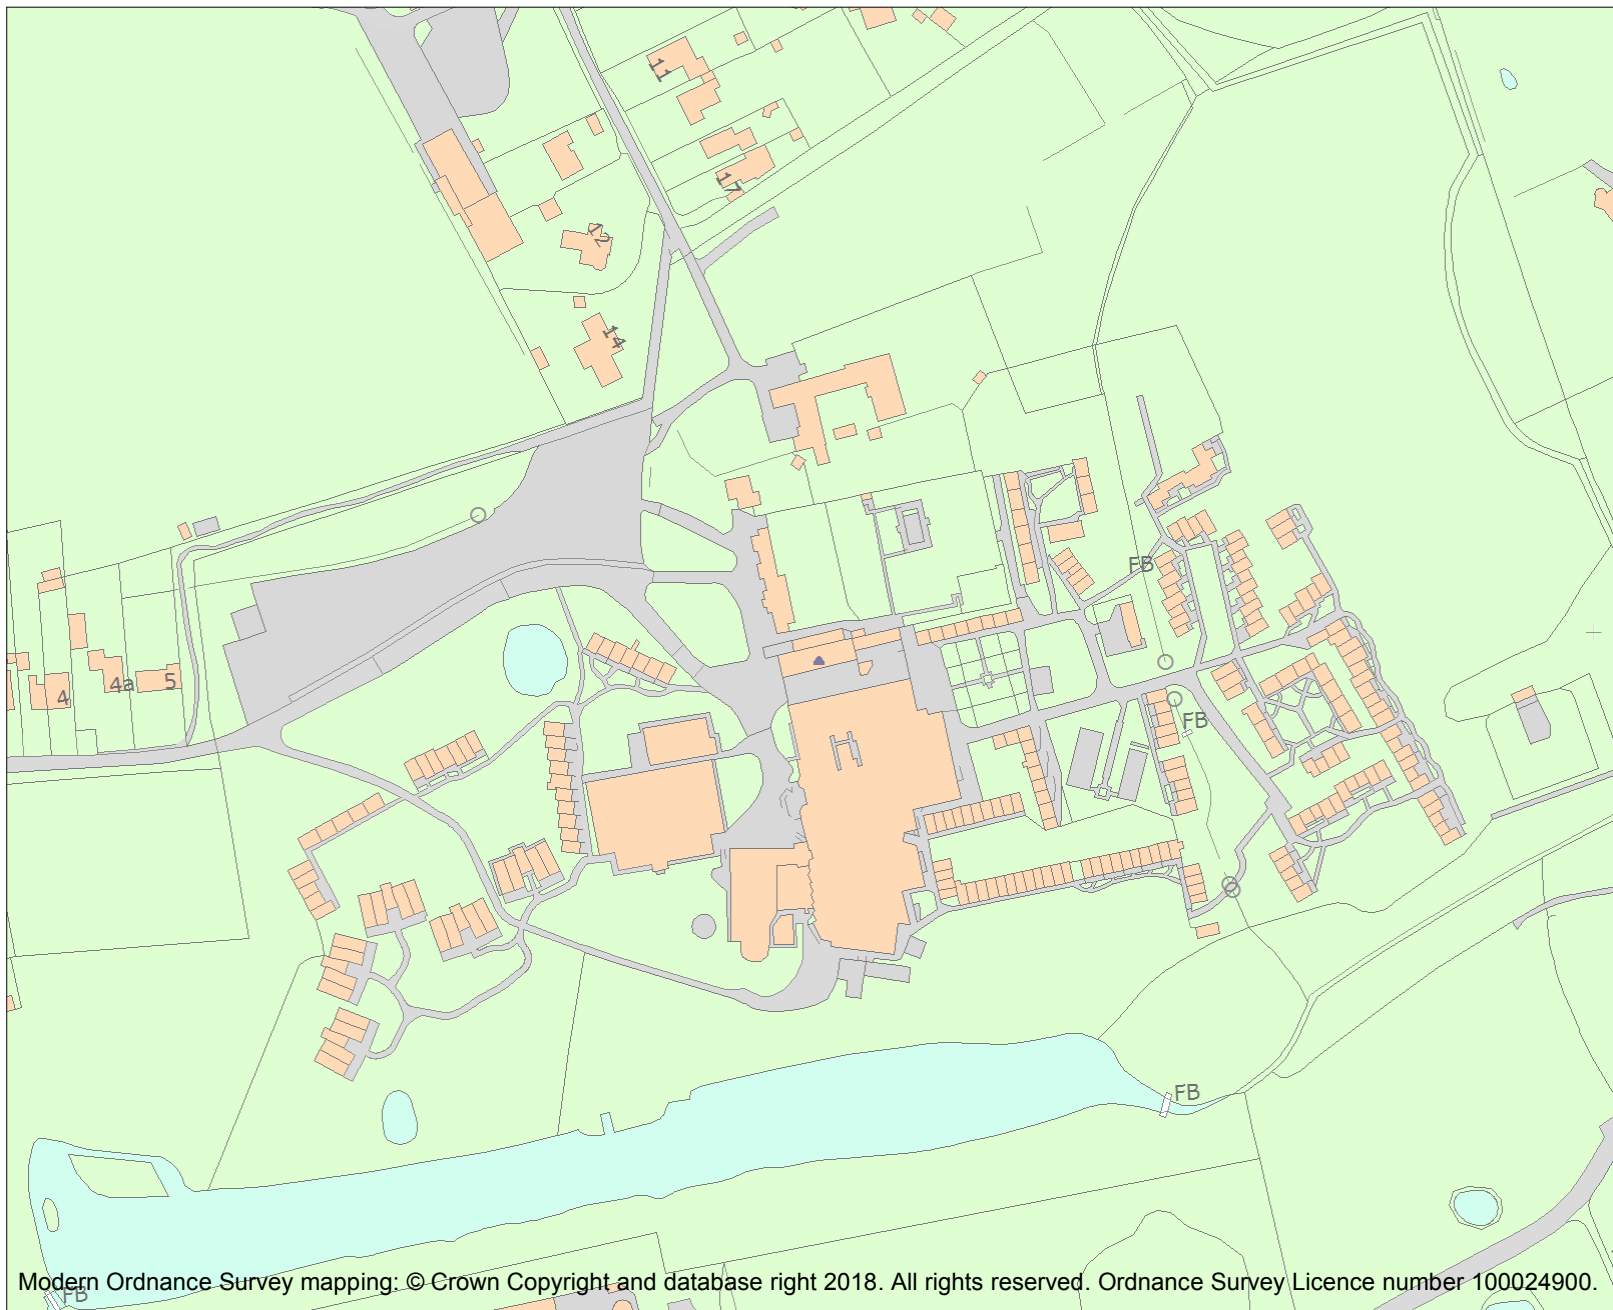 11
17
12
14
FB
4
4a
5
FB
FB
FB
Modern Ordnance Survey mapping: © Crown Copyright and database right 2018. All rights reserved. Ordnance Survey Licence number 100024900.